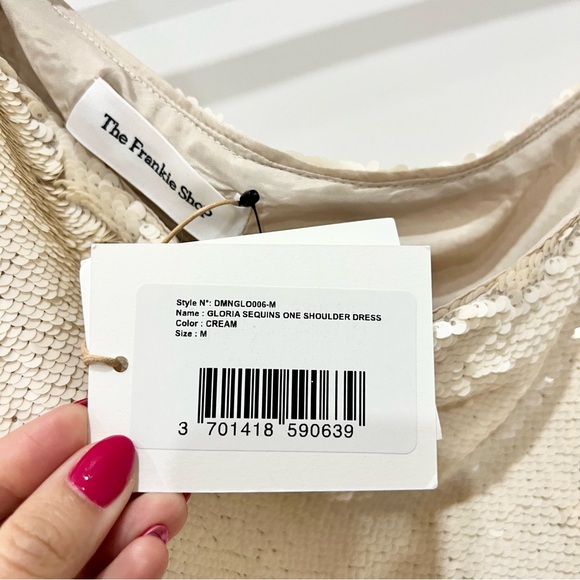 The Frankie Shop
Style N°: DMNGLO006-M
Name : GLORIA SEQUINS ONE SHOULDER DRESS
Color : CREAM
Size : M
3 701418 590639